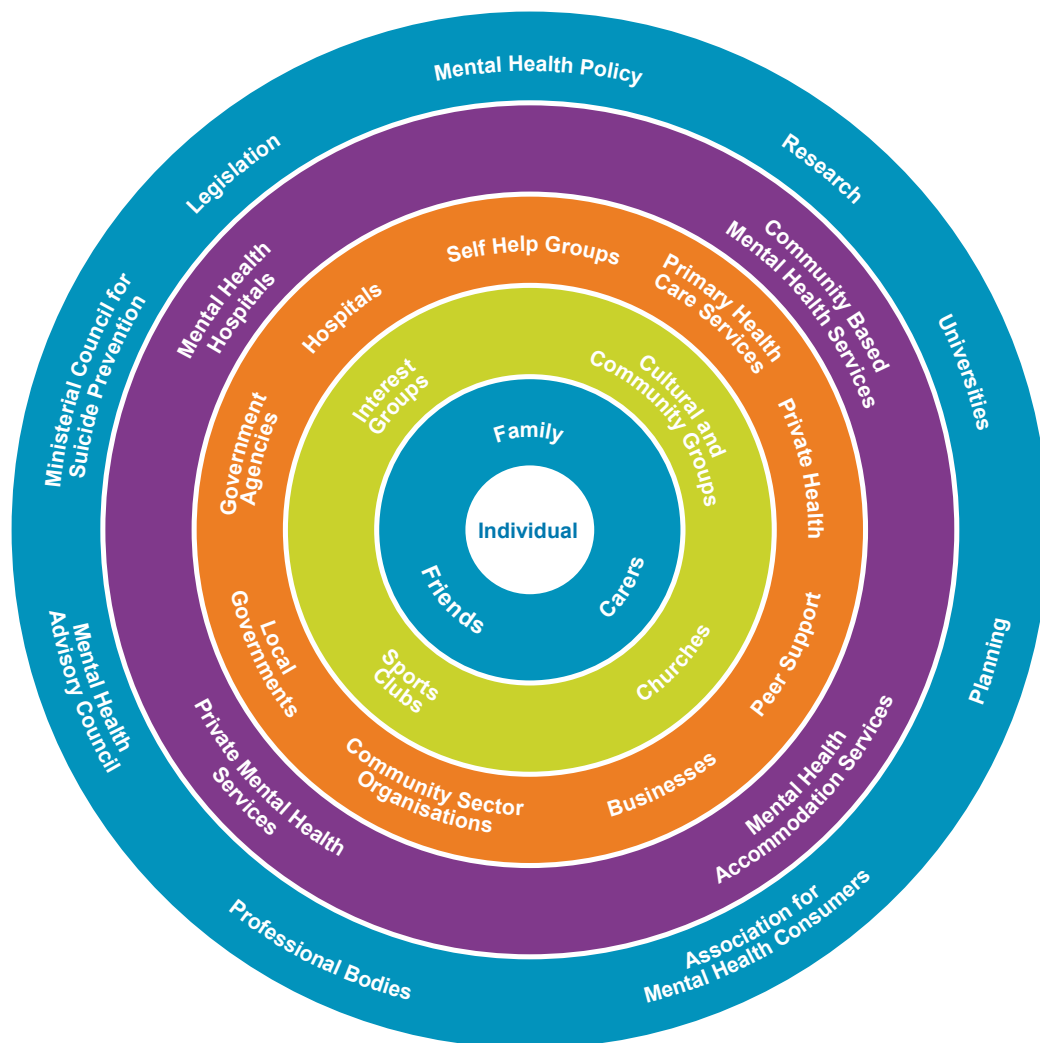 Mental Health Policy
Research
Universities
Planning
Association for
Mental Health Consumers
Professional Bodies
Mental Health
Advisory Council
Ministerial Council for
Suicide Prevention
Legislation
Community Based
Mental Health Services
Mental Health
Accommodation Services
Private Mental Health
Services
Mental Health
Hospitals
Self Help Groups
Primary Health
Care Services
Private Health
Peer Support
Businesses
Community Sector
Organisations
Local
Governments
Government
Agencies
Hospitals
Cultural and
Community Groups
Churches
Sports
Clubs
Interest
Groups
Family
Carers
Friends
Individual